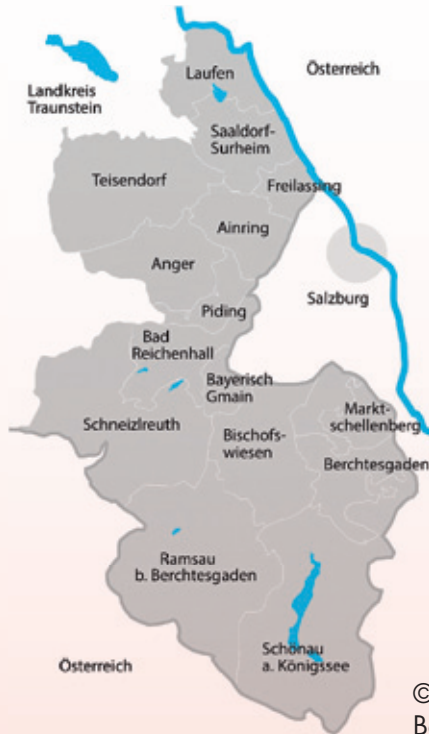 Laufen
Österreich
Landkreis
Traunstein
Saaldorf-
Surheim
Teisendorf
Freilassing
Ainring
Anger
Salzburg
Piding
Bad
Reichenhall
Bayerisch
Gmain
Markt-
schellenberg
Schneizlreuth
Bischofs-
wiesen
Berchtesgaden
Ramsau
b. Berchtesgaden
Schönau
a. Königssee
Österreich
©